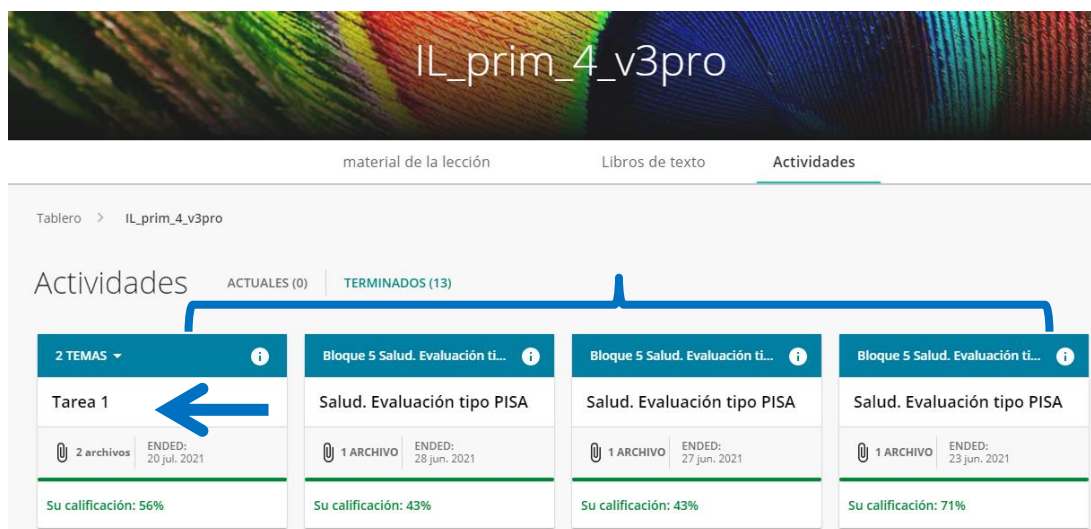 IL_prim_4_v3pro
material de la lección Libros de texto Actividades
Tablero > IL_prim_4_v3pro
Actividades ACTUALES (0) TERMINADOS (13)
2 TEMAS
Tarea 1
2 archivos
ENDED:
20 jul. 2021
Su calificación: 56%
Bloque 5 Salud. Evaluación ti...
Salud. Evaluación tipo PISA
1 ARCHIVO
ENDED:
28 jun. 2021
Su calificación: 43%
Bloque 5 Salud. Evaluación ti...
Salud. Evaluación tipo PISA
1 ARCHIVO
ENDED:
27 jun. 2021
Su calificación: 43%
Bloque 5 Salud. Evaluación ti...
Salud. Evaluación tipo PISA
1 ARCHIVO
ENDED:
23 jun. 2021
Su calificación: 71%